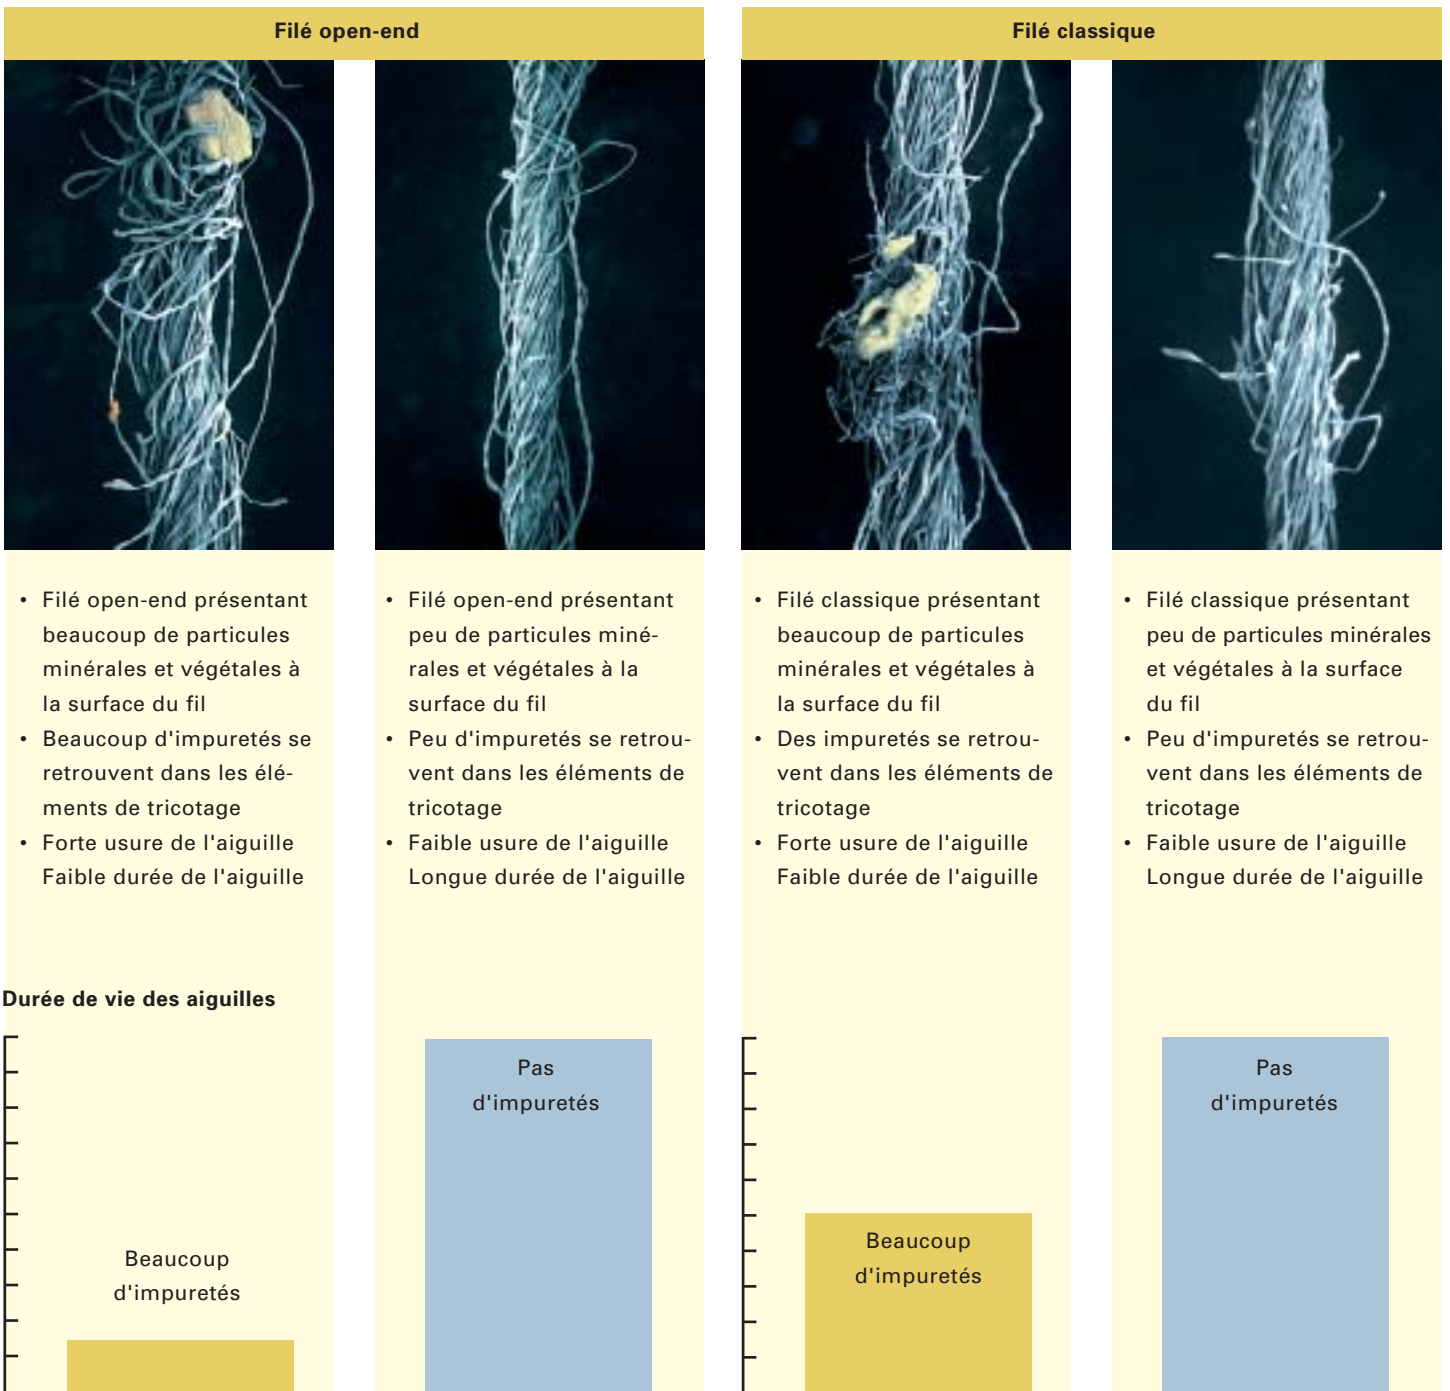 Filé open-end
Filé classique
• Filé open-end présentant
beaucoup de particules
minérales et végétales à
la surface du fil
• Beaucoup d'impuretés se
retrouvent dans les élé-
ments de tricotage
• Forte usure de l'aiguille
Faible durée de l'aiguille
• Filé open-end présentant
peu de particules miné-
rales et végétales à la
surface du fil
• Peu d'impuretés se retrou-
vent dans les éléments de
tricotage
• Faible usure de l'aiguille
Longue durée de l'aiguille
• Filé classique présentant
beaucoup de particules
minérales et végétales à
la surface du fil
• Des impuretés se retrou-
vent dans les éléments de
tricotage
• Forte usure de l'aiguille
Faible durée de l'aiguille
• Filé classique présentant
peu de particules minérales
et végétales à la surface
du fil
• Peu d'impuretés se retrou-
vent dans les éléments de
tricotage
• Faible usure de l'aiguille
Longue durée de l'aiguille
Durée de vie des aiguilles
Beaucoup
d'impuretés
Pas
d'impuretés
Beaucoup
d'impuretés
Pas
d'impuretés